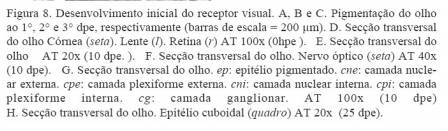 Figura 8. Desenvolvimento inicial do receptor visual. A, B e C. Pigmentação do olho
ao 1°, 2° e 3° dpe, respectivamente (barras de escala = 200 µm). D. Secção transversal
do olho Córnea (seta). Lente (l). Retina (r) AT 100x (0hpe ). E. Secção transversal do
olho AT 20x (10 dpe. ). F. Secção transversal do olho. Nervo óptico (seta) AT 40x
(10 dpe). G. Secção transversal do olho. ep: epitélio pigmentado. cne: camada nucle-
ar externa. cpe: camada plexiforme externa. cni: camada nuclear interna. cpi: camada
plexiforme interna. cg: camada ganglionar. AT 100x (10 dpe)
H. Secção transversal do olho. Epitélio cuboidal (quadro) AT 20x (25 dpe).